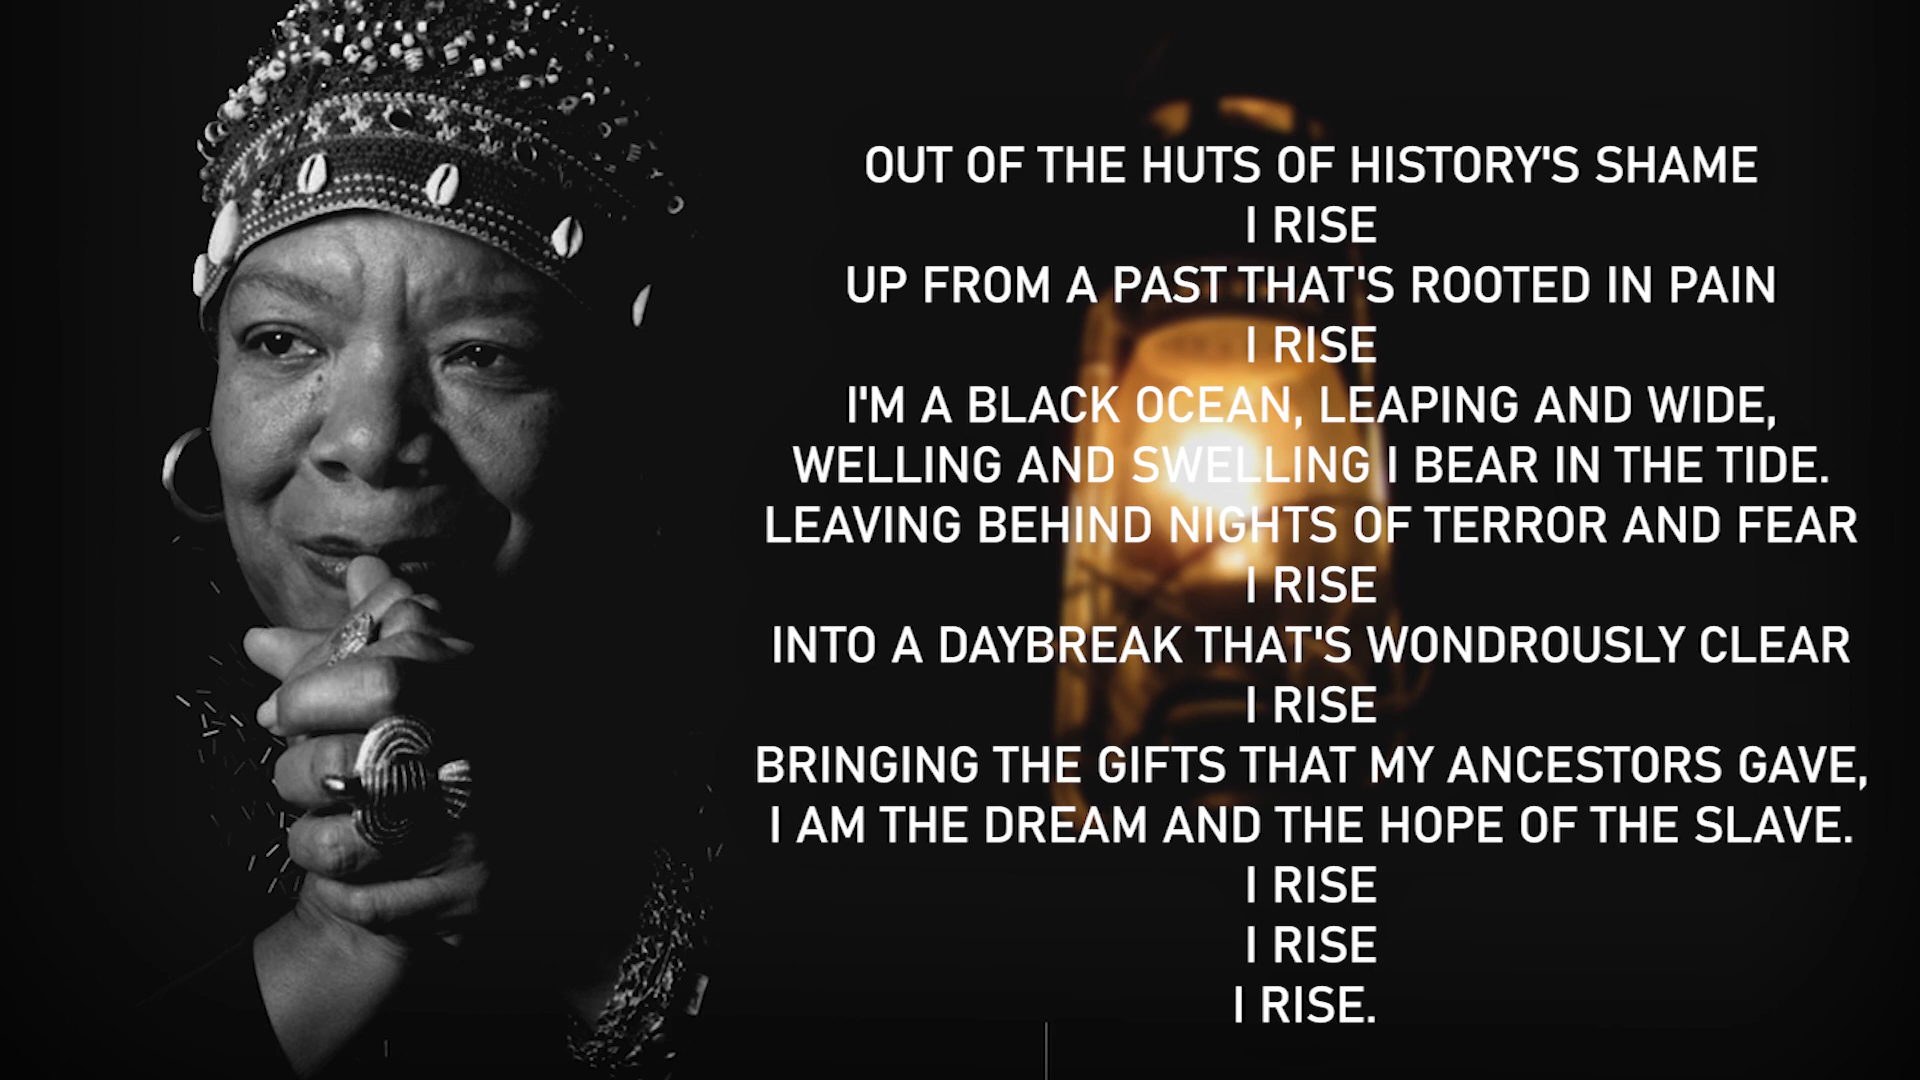 OUT OF THE HUTS OF HISTORY'S SHAME
I RISE
UP FROM A PAST THAT'S ROOTED IN PAIN
I RISE
I'M A BLACK OCEAN, LEAPING AND WIDE,
WELLING AND SWELLING I BEAR IN THE TIDE.
LEAVING BEHIND NIGHTS OF TERROR AND FEAR
I RISE
INTO A DAYBREAK THAT'S WONDROUSLY CLEAR
I RISE
BRINGING THE GIFTS THAT MY ANCESTORS GAVE,
I AM THE DREAM AND THE HOPE OF THE SLAVE.
I RISE
I RISE
I RISE.